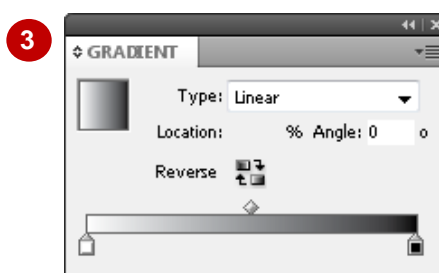 3
GRADIENT
Type: Linear
Location: % Angle: 0 o
Reverse